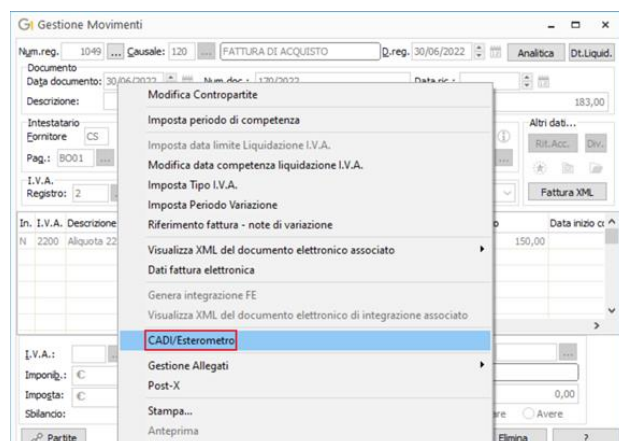 Gestione Movimenti
Num.reg. 1049 ... Causale: 120 ... FATTURA DI ACQUISTO D.reg. 30/06/2022 Analitica Dt.Liquid.
Documento
Data documento: 30/06/2022 Num.doc.: 170/2022 Data ric.:
Descrizione: 183,00
Intestatario Altri dati...
Fornitore CS Rit.Acc. Div.
Pag.: BO01 ... ...
I.V.A.
Registro: 2 Fattura XML
In. I.V.A. Descrizione Data inizio co
N 2200 Aliquota 22 150,00
Modifica Contropartite
Imposta periodo di competenza
Imposta data limite Liquidazione I.V.A.
Modifica data competenza liquidazione I.V.A.
Imposta Tipo I.V.A.
Imposta Periodo Variazione
Riferimento fattura - note di variazione
Visualizza XML del documento elettronico associato
Dati fattura elettronica
Genera integrazione FE
Visualizza XML del documento elettronico di integrazione associato
CADI/Esterometro
Gestione Allegati
Post-X
Stampa...
Anteprima
I.V.A.: ...
Imponib.: €
Imposta: € 0,00
Sbilancio: are Avere
Partite Elimina ?